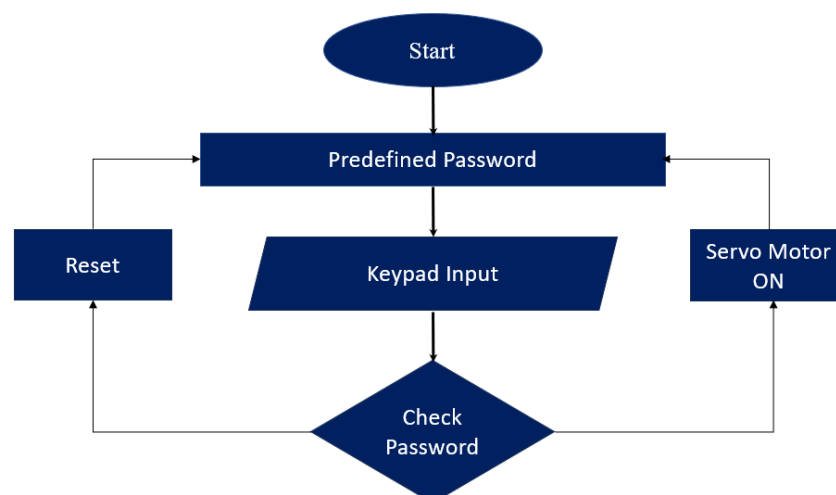 Start
Predefined Password
Reset
Keypad Input
Servo Motor
ON
Check
Password